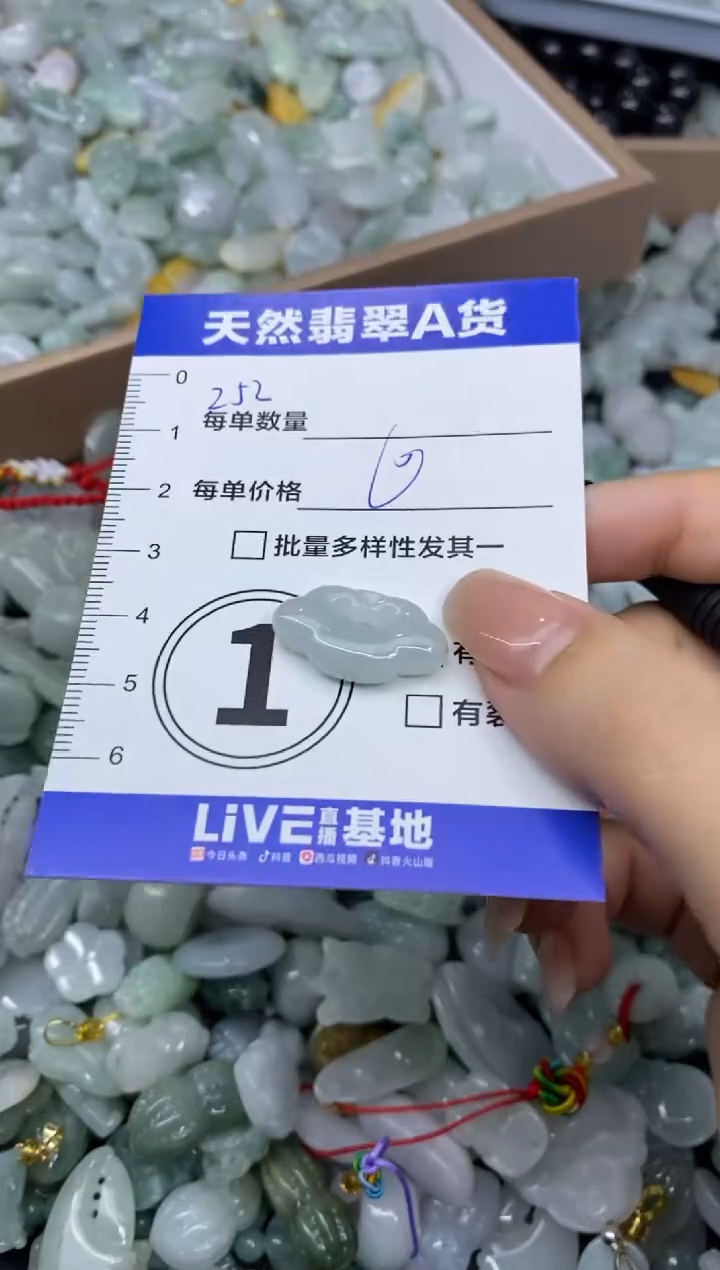 天然翡翠A货
0
252
1 每单数量
2 每单价格
3 批量多样性发其一
4
1 有
5 有裂
6
LiVE直播基地
今日头条 抖音 西瓜视频 抖音火山版